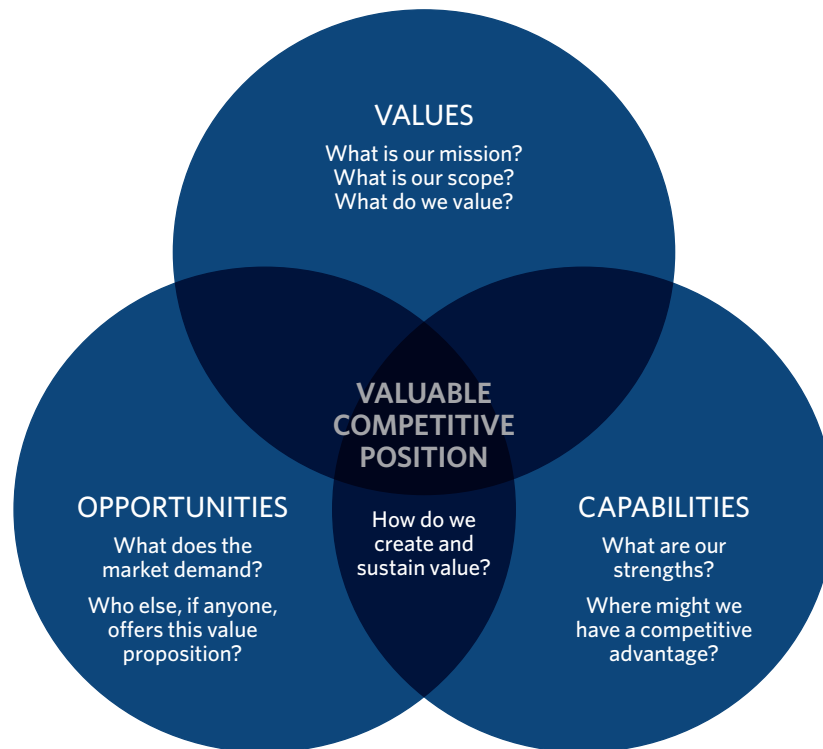 VALUES
What is our mission?
What is our scope?
What do we value?
VALUABLE
COMPETITIVE
POSITION
OPPORTUNITIES
What does the
market demand?
Who else, if anyone,
offers this value
proposition?
How do we
create and
sustain value?
CAPABILITIES
What are our
strengths?
Where might we
have a competitive
advantage?